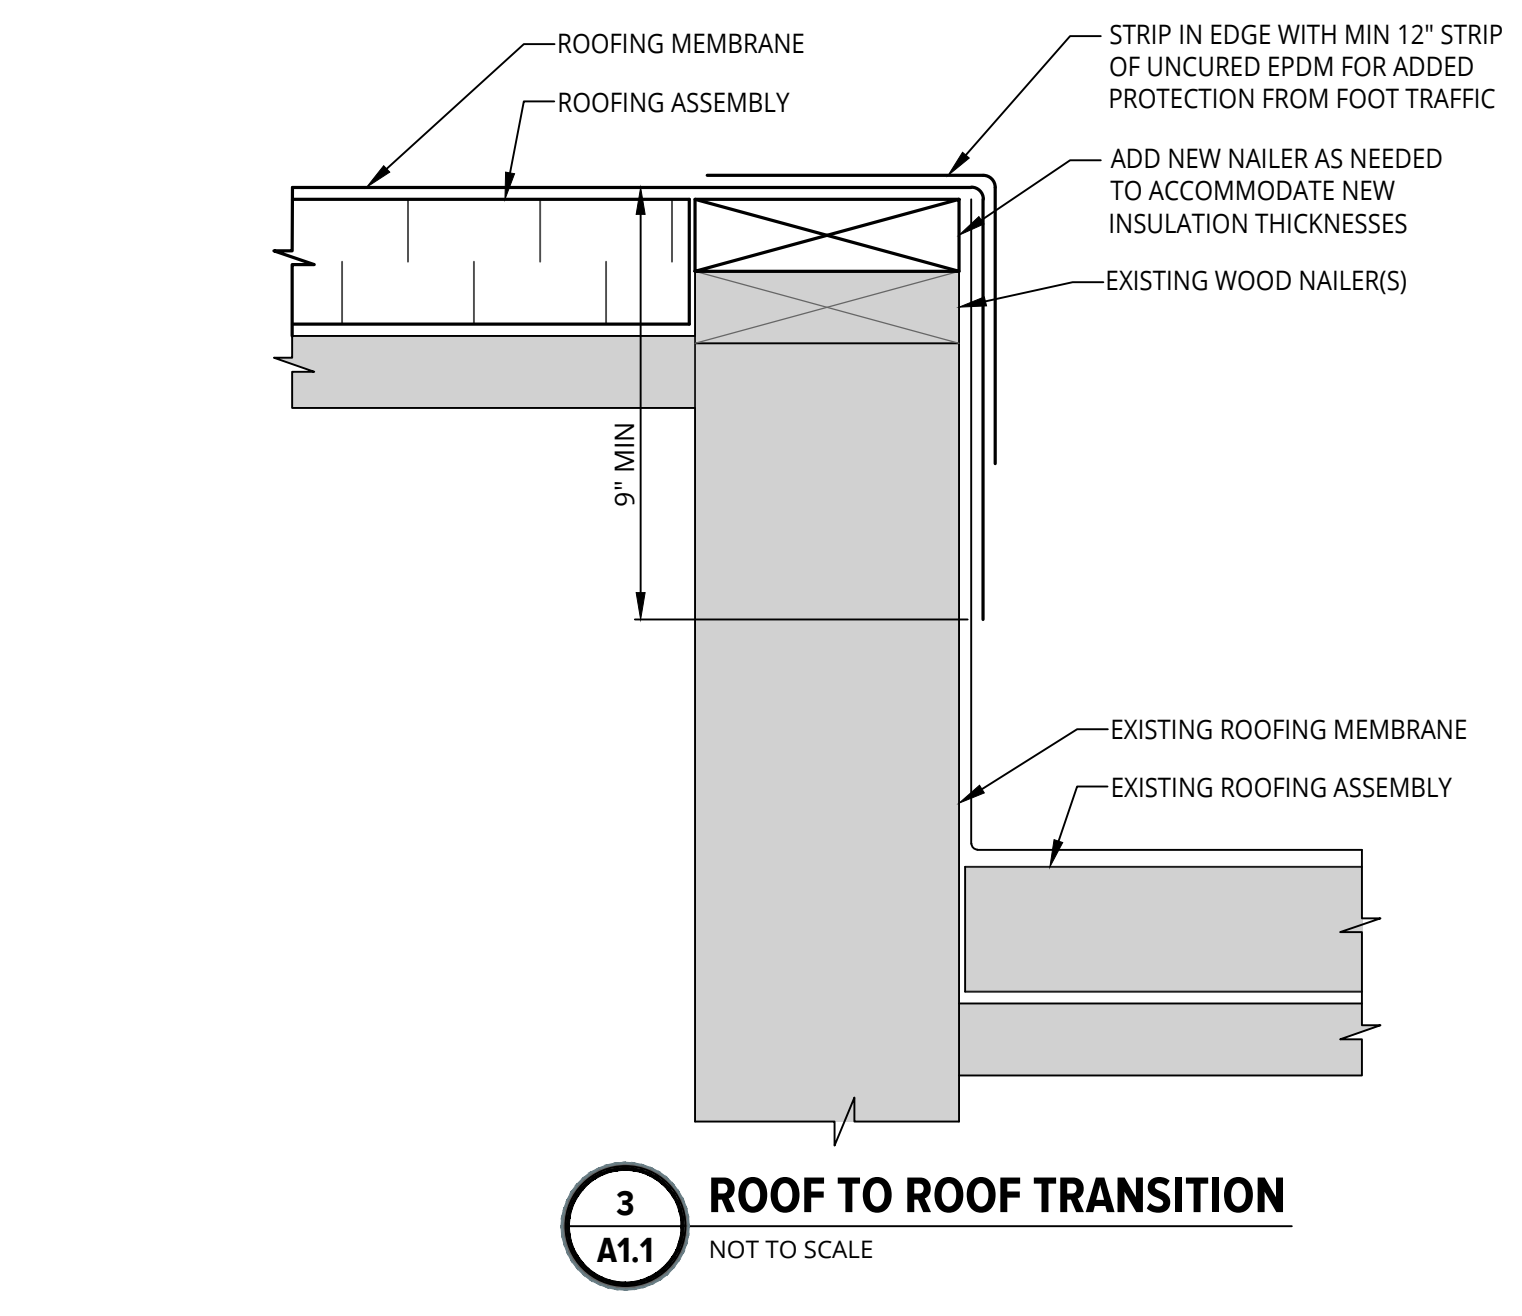 ROOFING MEMBRANE
ROOFING ASSEMBLY
STRIP IN EDGE WITH MIN 12" STRIP
OF UNCURED EPDM FOR ADDED
PROTECTION FROM FOOT TRAFFIC
ADD NEW NAILER AS NEEDED
TO ACCOMMODATE NEW
INSULATION THICKNESSES
EXISTING WOOD NAILER(S)
9" MIN
EXISTING ROOFING MEMBRANE
EXISTING ROOFING ASSEMBLY
3
A1.1
ROOF TO ROOF TRANSITION
NOT TO SCALE